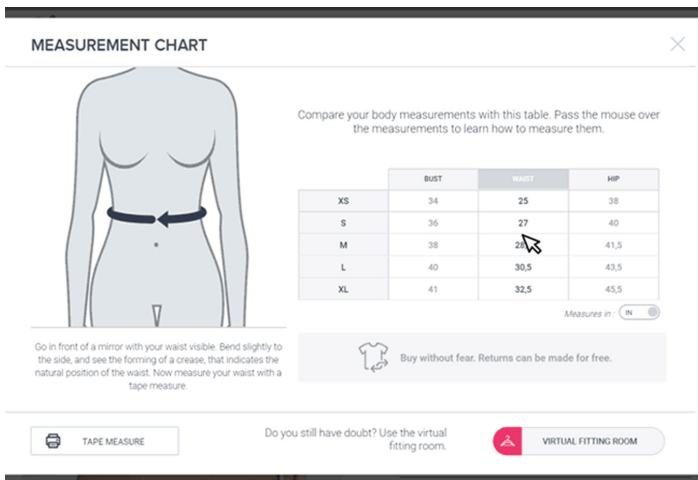 MEASUREMENT CHART
Compare your body measurements with this table. Pass the mouse over
the measurements to learn how to measure them.
BUST WAIST HIP
XS 34 25 38
S 36 27 40
M 38 41,5
L 40 30,5 43,5
XL 41 32,5 45,5
Measures in : IN
Go in front of a mirror with your waist visible. Bend slightly to
the side, and see the forming of a crease, that indicates the
natural position of the waist. Now measure your waist with a
tape measure.
Buy without fear. Returns can be made for free.
TAPE MEASURE
Do you still have doubt? Use the virtual
fitting room.
VIRTUAL FITTING ROOM